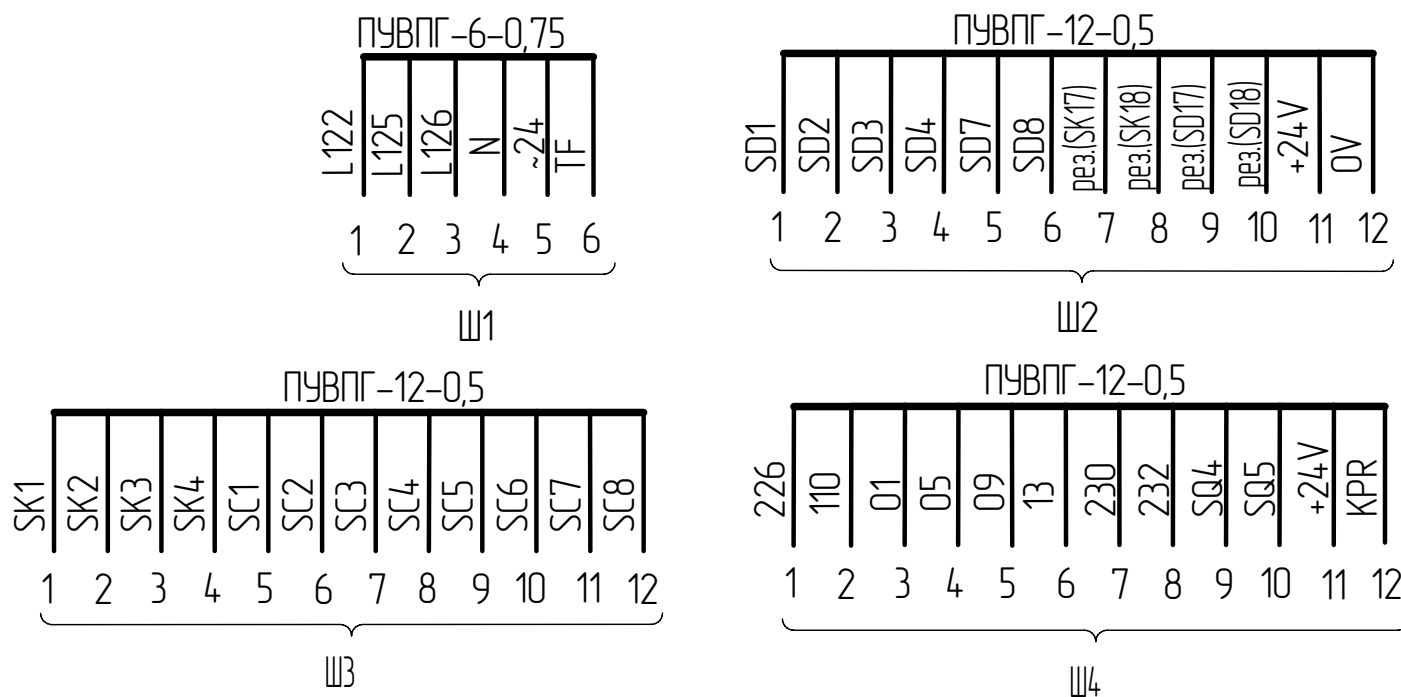 ПУВПГ-6-0,75
L122 L125 L126 N ~24 TF
1 2 3 4 5 6
Ш1
ПУВПГ-12-0,5
SD1 SD2 SD3 SD4 SD7 SD8 рез.(SK17) рез.(SK18) рез.(SD17) рез.(SD18) +24V 0V
1 2 3 4 5 6 7 8 9 10 11 12
Ш2
ПУВПГ-12-0,5
SK1 SK2 SK3 SK4 SC1 SC2 SC3 SC4 SC5 SC6 SC7 SC8
1 2 3 4 5 6 7 8 9 10 11 12
Ш3
ПУВПГ-12-0,5
226 110 01 05 09 13 230 232 SQ4 SQ5 +24V KPR
1 2 3 4 5 6 7 8 9 10 11 12
Ш4